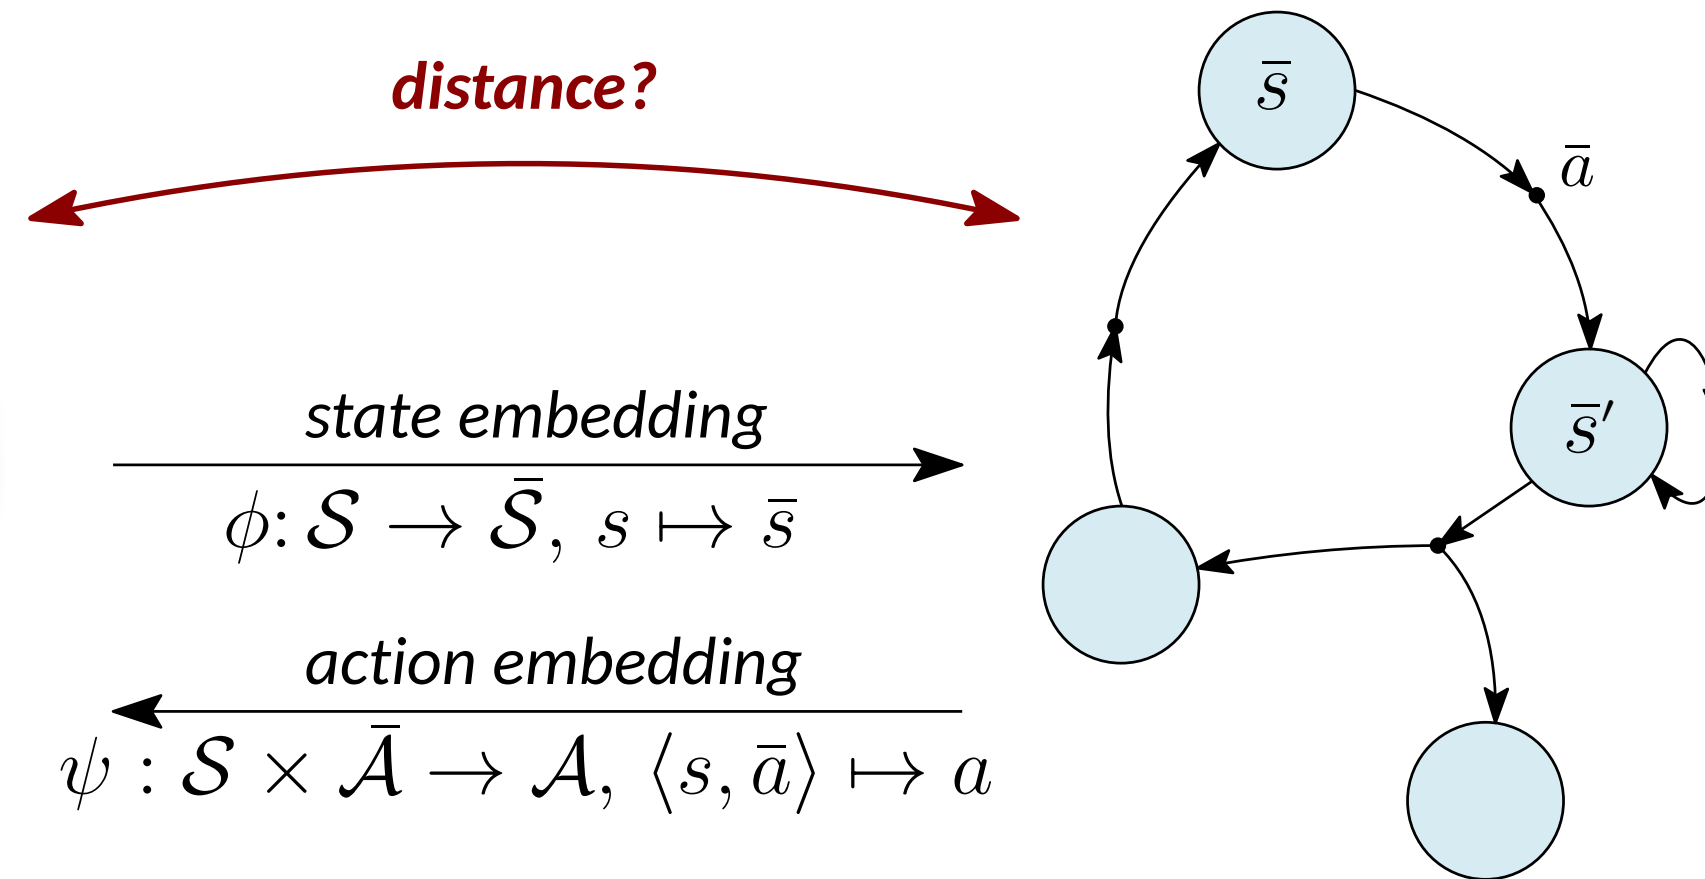 distance?
state embedding
ϕ: 𝒮 → 𝒮̄, s ↦ s̄
action embedding
ψ : 𝒮 × 𝒜̄ → 𝒜, ⟨s, ā⟩ ↦ a
s̄
ā
s̄′